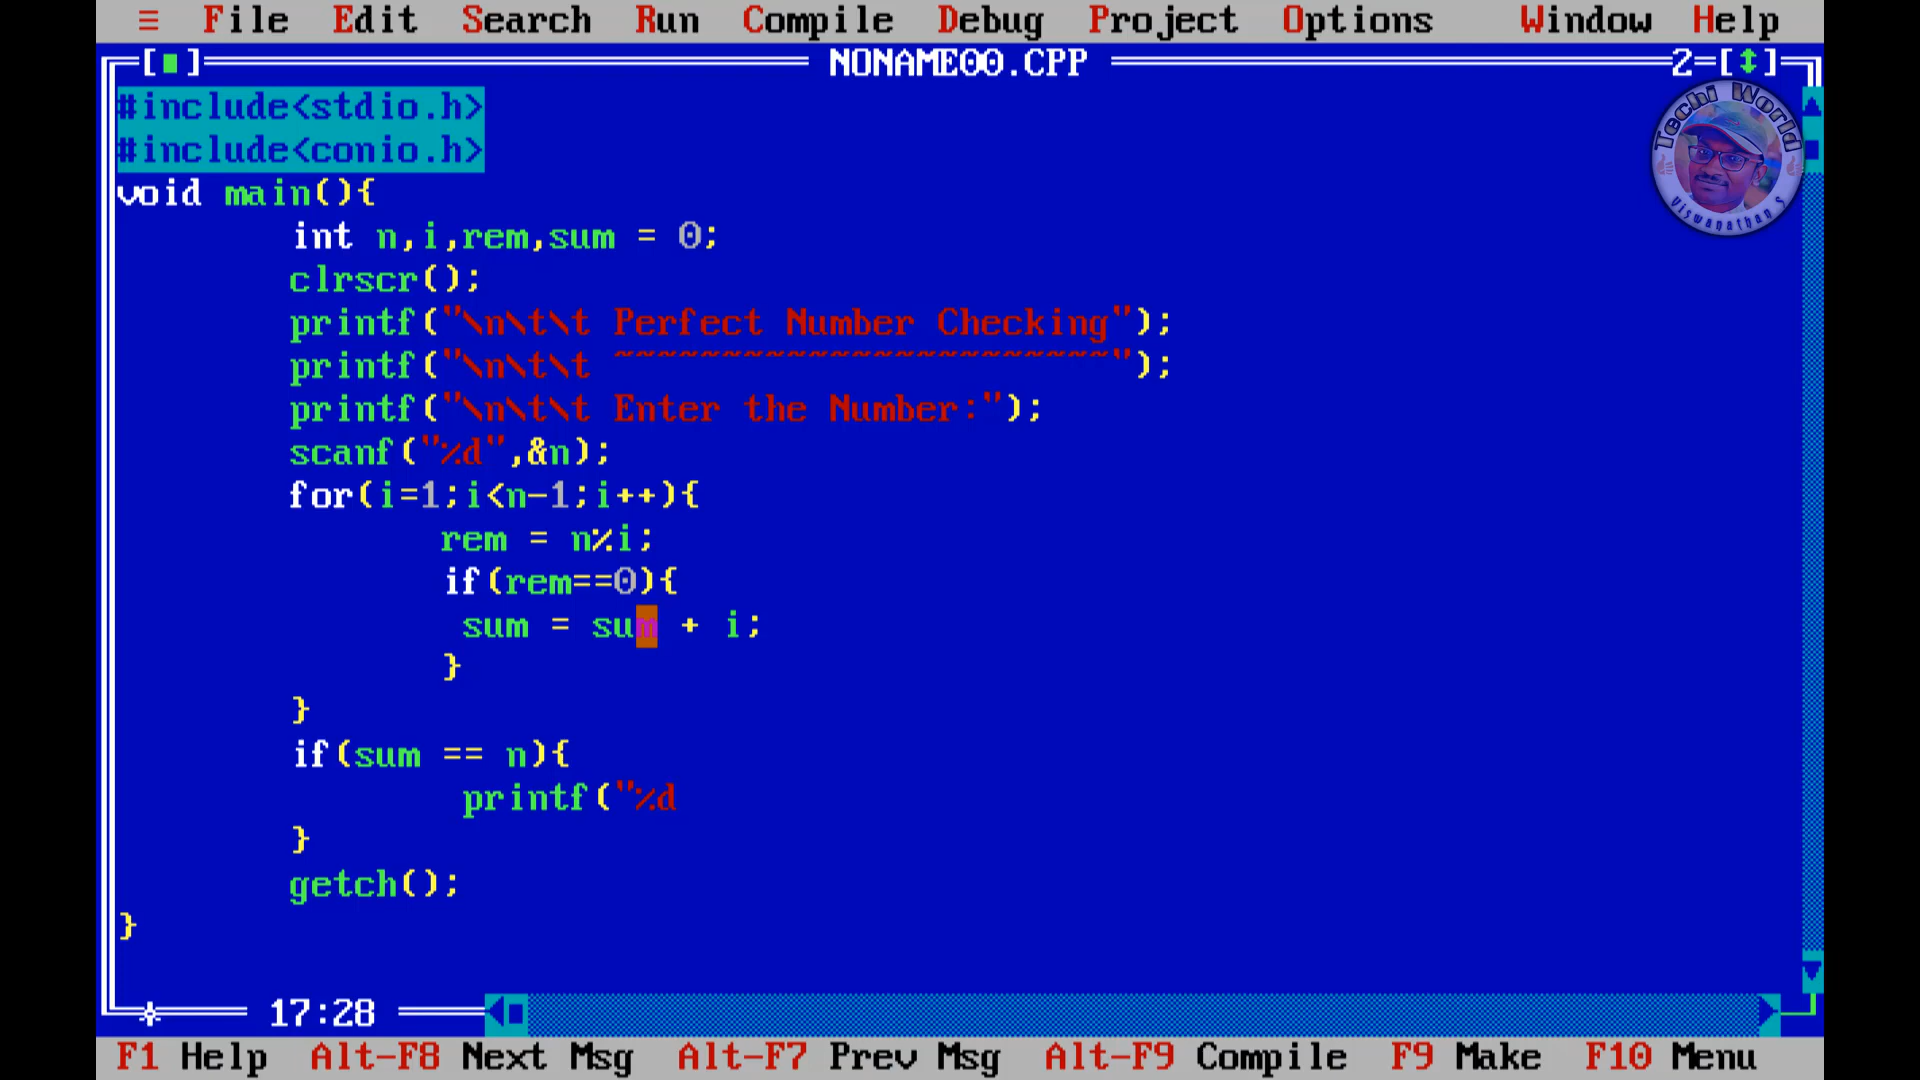 ≡ File Edit Search Run Compile Debug Project Options Window Help
[■] NONAME00.CPP 2=[↕]
#include<stdio.h>
#include<conio.h>
void main(){
int n,i,rem,sum = 0;
clrscr();
printf("\n\t\t Perfect Number Checking");
printf("\n\t\t ~~~~~~~~~~~~~~~~~~~~~~~");
printf("\n\t\t Enter the Number:");
scanf("%d",&n);
for(i=1;i<n-1;i++){
rem = n%i;
if(rem==0){
sum = sum + i;
}
}
if(sum == n){
printf("%d
}
getch();
}
17:28
F1 Help Alt-F8 Next Msg Alt-F7 Prev Msg Alt-F9 Compile F9 Make F10 Menu
Techi World
Viswanathan S